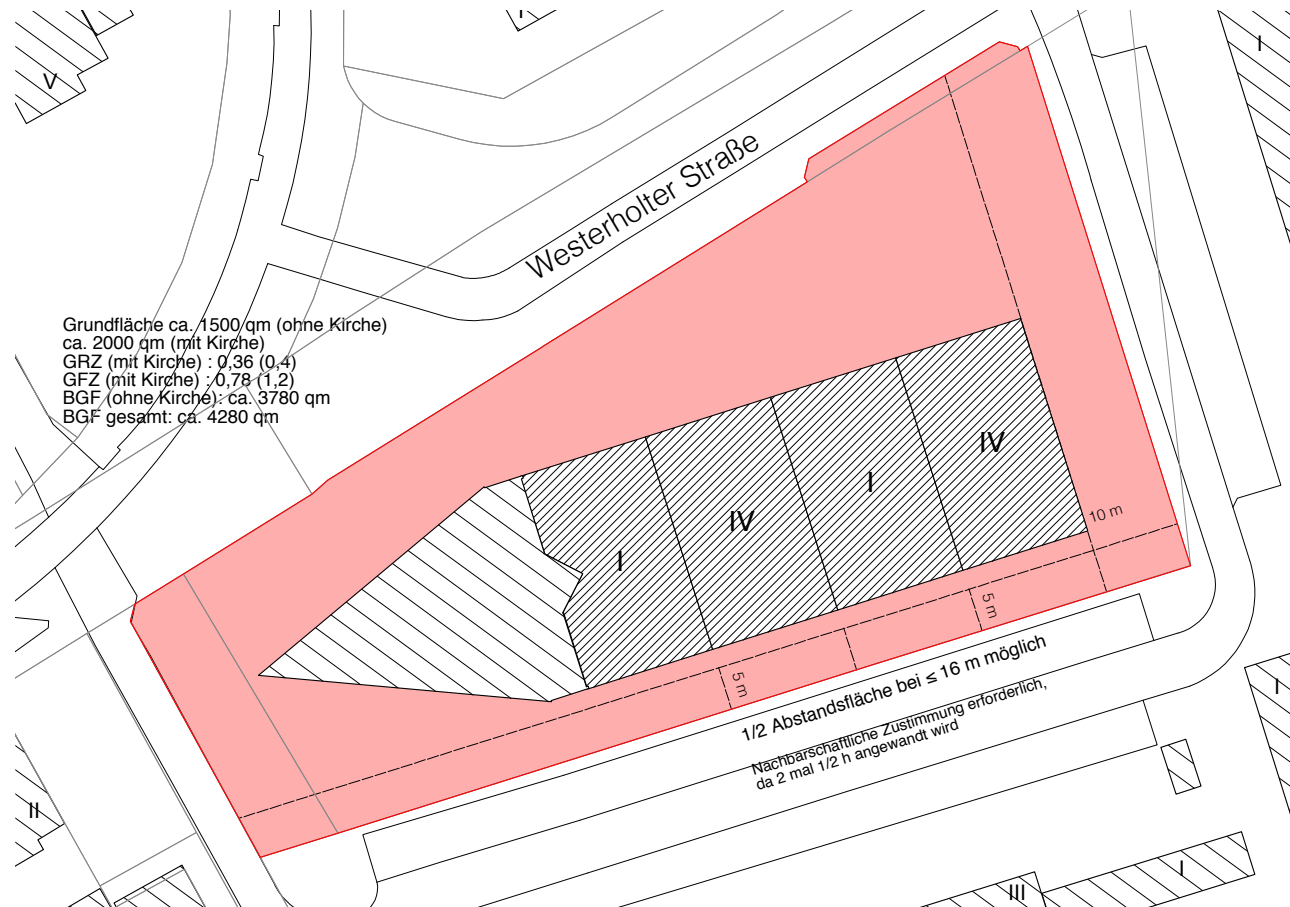 V
I
Westerholter Straße
Grundfläche ca. 1500 qm (ohne Kirche)
ca. 2000 qm (mit Kirche)
GRZ (mit Kirche) : 0,36 (0,4)
GFZ (mit Kirche) : 0,78 (1,2)
BGF (ohne Kirche): ca. 3780 qm
BGF gesamt: ca. 4280 qm
I
IV
I
IV
10 m
5 m
5 m
1/2 Abstandsfläche bei ≤ 16 m möglich
Nachbarschaftliche Zustimmung erforderlich,
da 2 mal 1/2 h angewandt wird
I
II
I
III